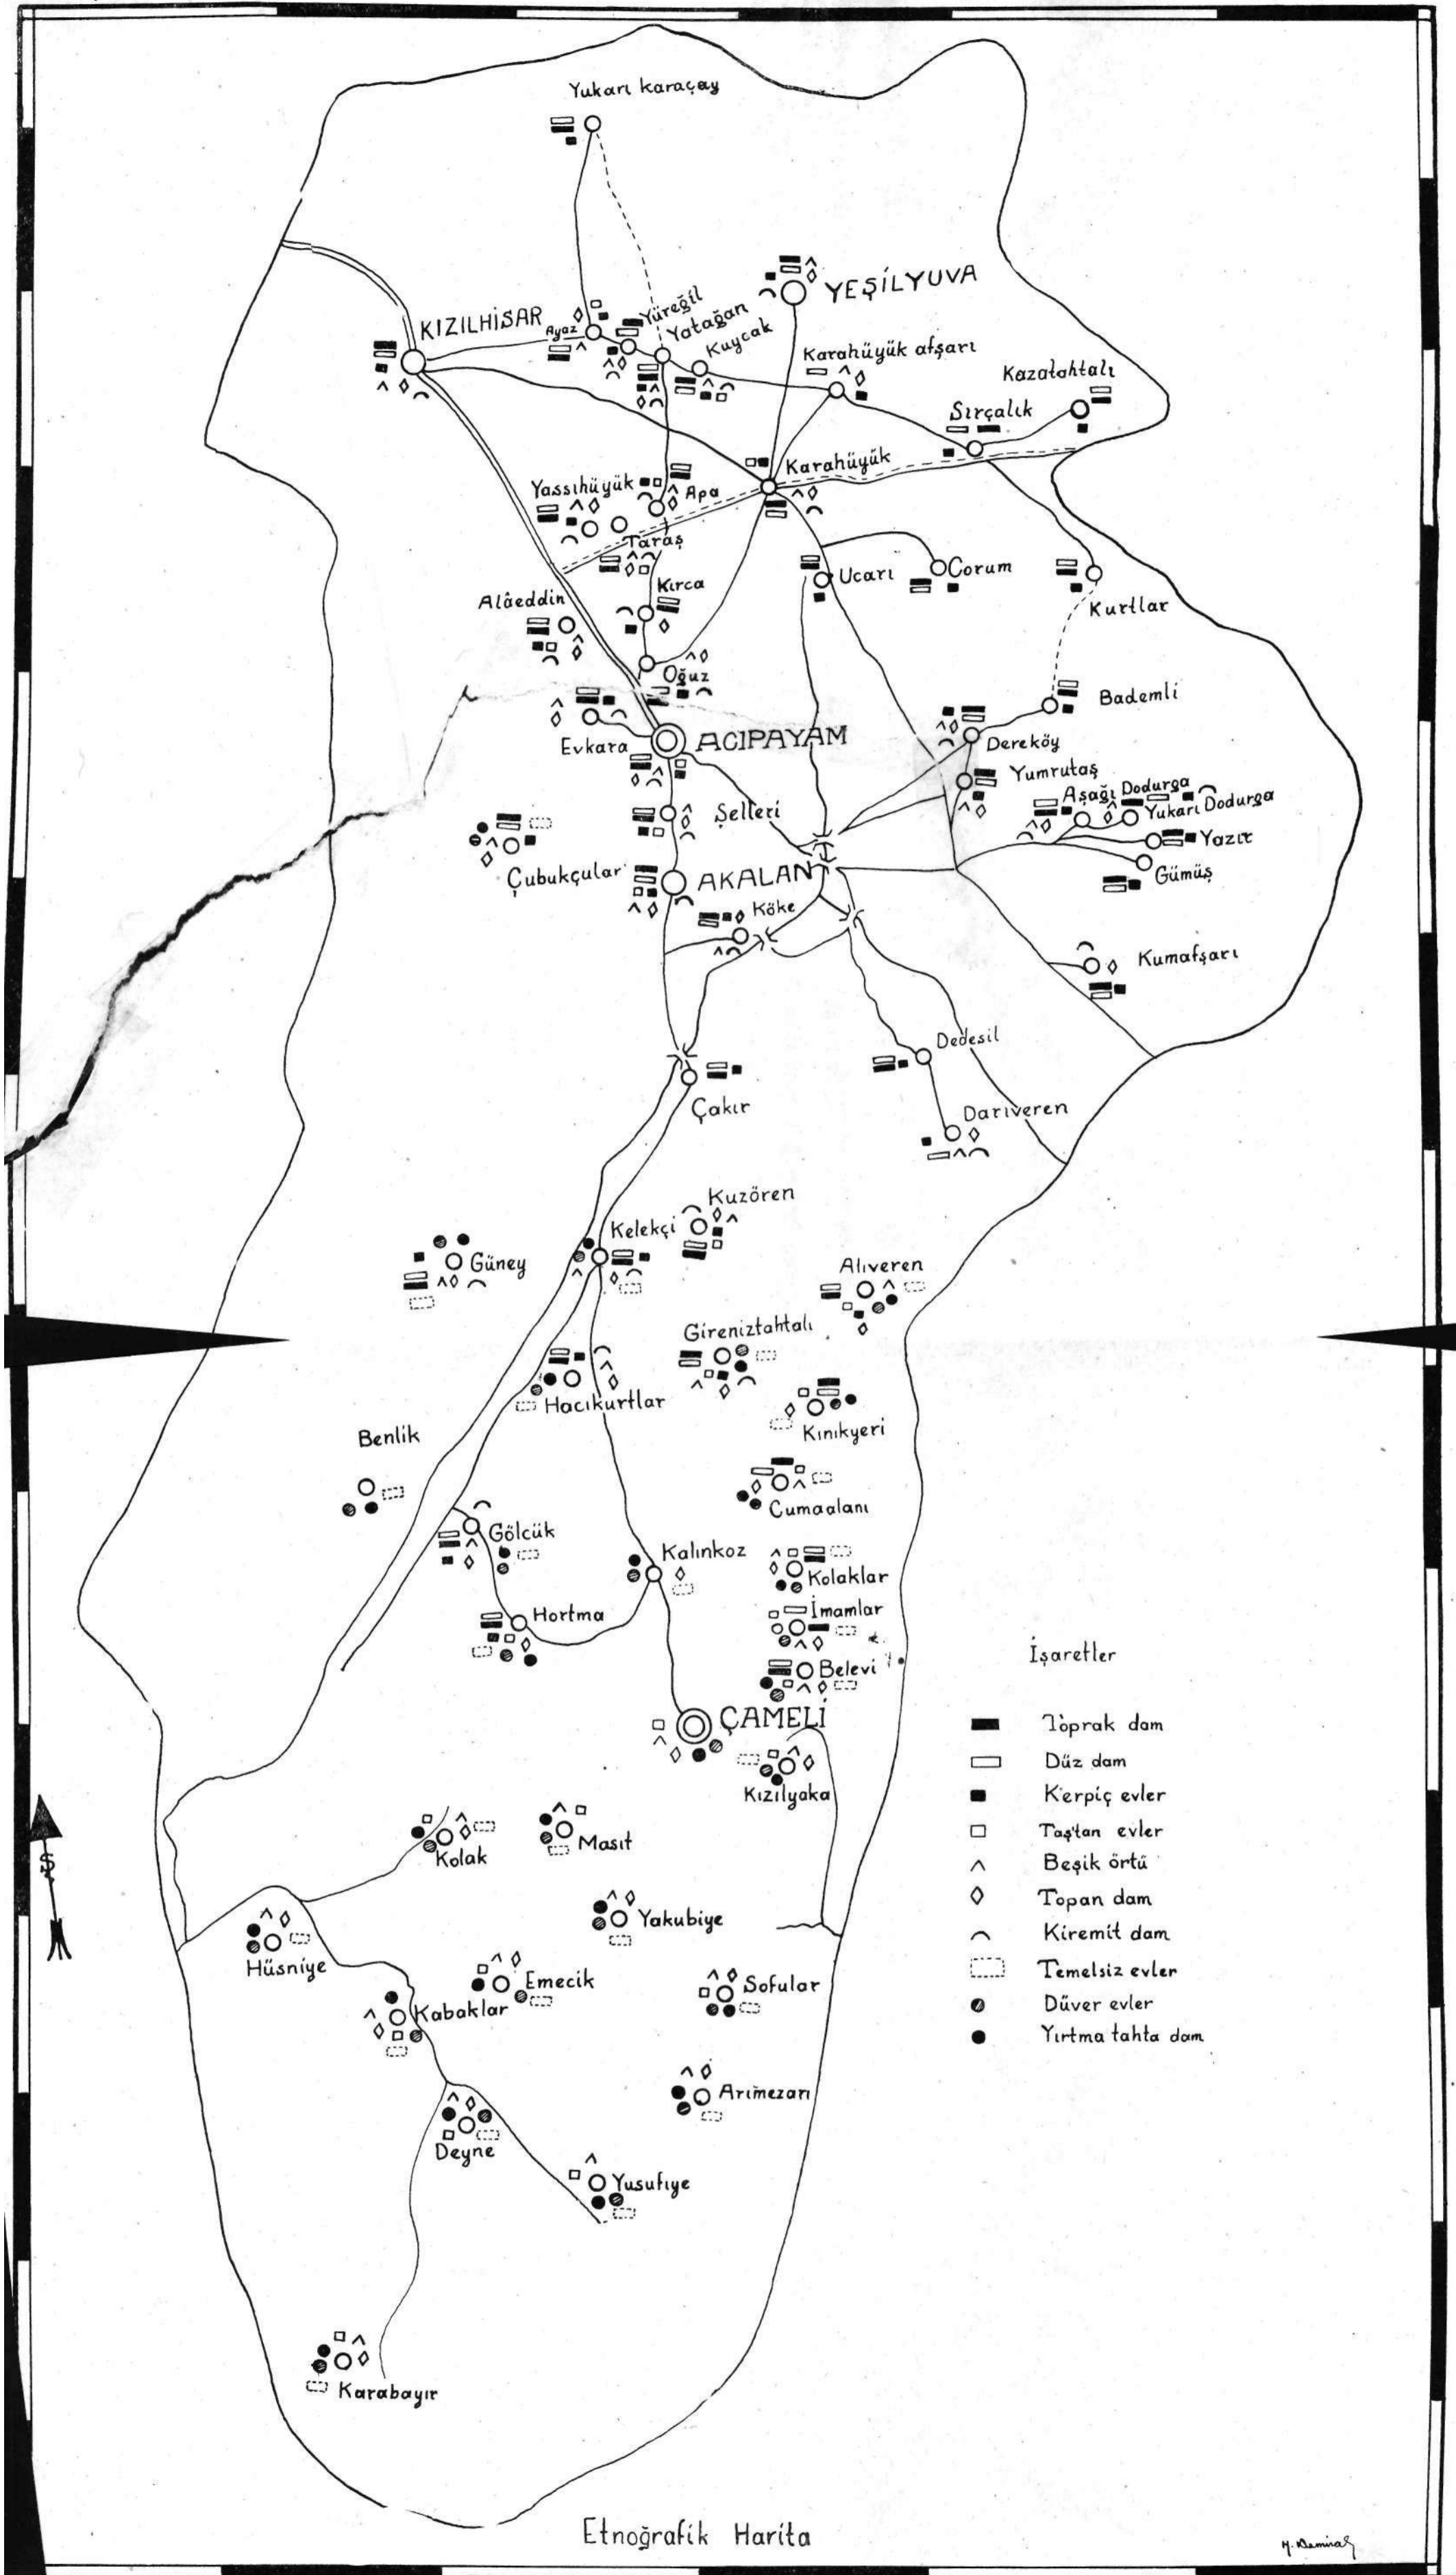 Yukarı Karaçay
YEŞİLYUVA
KIZILHİSAR
Ayaz
Yüreğil
Yatağan
Kuycak
Karahüyük afşarı
Kazatahtalı
Sırçalık
Karahüyük
Yassıhüyük
Apa
Taraş
Ucarı
Çorum
Kırca
Kurtlar
Alâeddin
Oğuz
Bademli
Evkara
ACIPAYAM
Dereköy
Yumrutaş
Aşağı Dodurga
Yukarı Dodurga
Şelleri
Yazıt
Çubukçular
AKALAN
Gümüş
Köke
Kumafşarı
Dedesil
Çakır
Darıveren
Kuzören
Kelekçi
Güney
Alıveren
Gireniztahtalı
Hacıkurtlar
Kınıkyeri
Benlik
Cumaalanı
Gölcük
Kalınkoz
Kolaklar
Hortma
İmamlar
Belevi
ÇAMELİ
Kızılyaka
Kolak
Masıt
Yakubiye
Hüsniye
Emecik
Sofular
Kabaklar
Arımezarı
Deyne
Yusufiye
Karabayır
İşaretler
Toprak dam
Düz dam
Kerpiç evler
Taştan evler
Beşik örtü
Topan dam
Kiremit dam
Temelsiz evler
Düver evler
Yırtma tahta dam
Etnoğrafik Harita